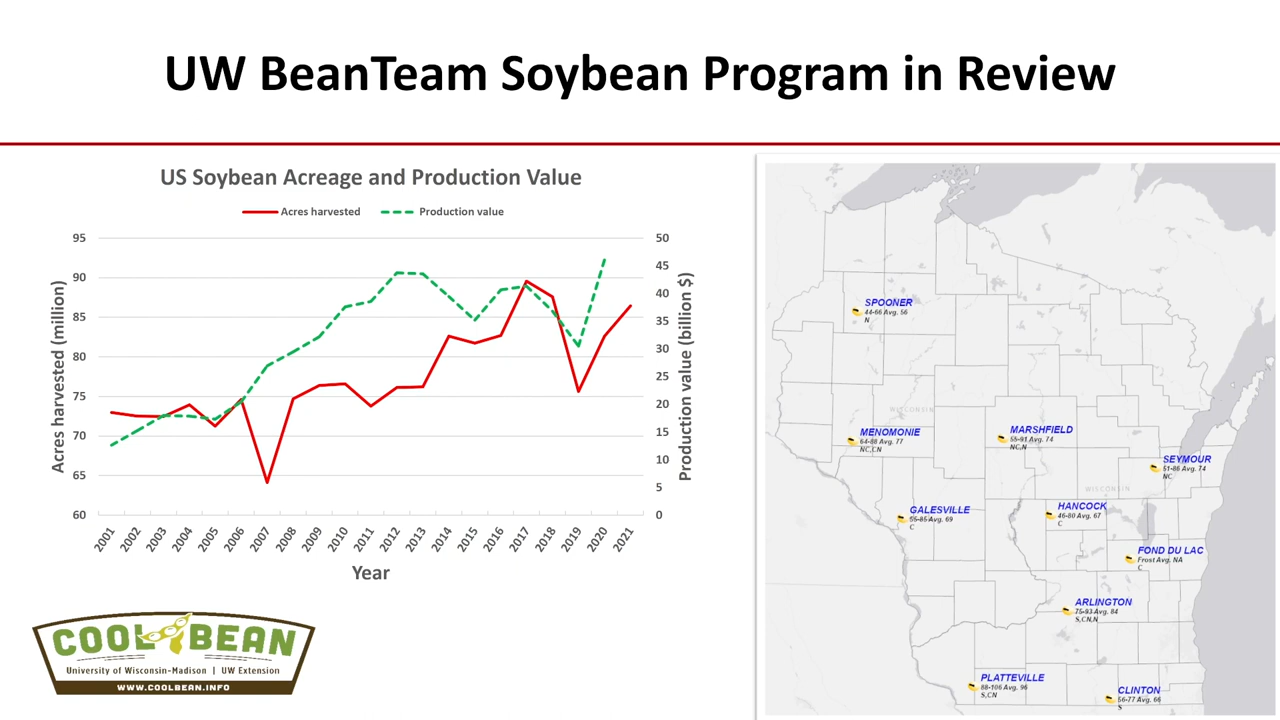 UW BeanTeam Soybean Program in Review
US Soybean Acreage and Production Value
Acres harvested
Production value
95
90
85
80
75
70
65
60
Acres harvested (million)
50
45
40
35
30
25
20
15
10
5
0
Production value (billion $)
2001
2002
2003
2004
2005
2006
2007
2008
2009
2010
2011
2012
2013
2014
2015
2016
2017
2018
2019
2020
2021
Year
COOL BEAN
University of Wisconsin-Madison | UW Extension
WWW.COOLBEAN.INFO
SPOONER
44-66 Avg. 56
N
WISCONSIN
MENOMONIE
64-88 Avg. 77
NC,CN
MARSHFIELD
55-91 Avg. 74
NC,N
SEYMOUR
51-86 Avg. 74
NC
WISCONSIN
GALESVILLE
55-85 Avg. 69
C
HANCOCK
46-80 Avg. 67
C
FOND DU LAC
Frost Avg. NA
C
ARLINGTON
75-93 Avg. 84
S,CN,N
PLATTEVILLE
88-106 Avg. 96
S,CN
CLINTON
56-77 Avg. 66
S